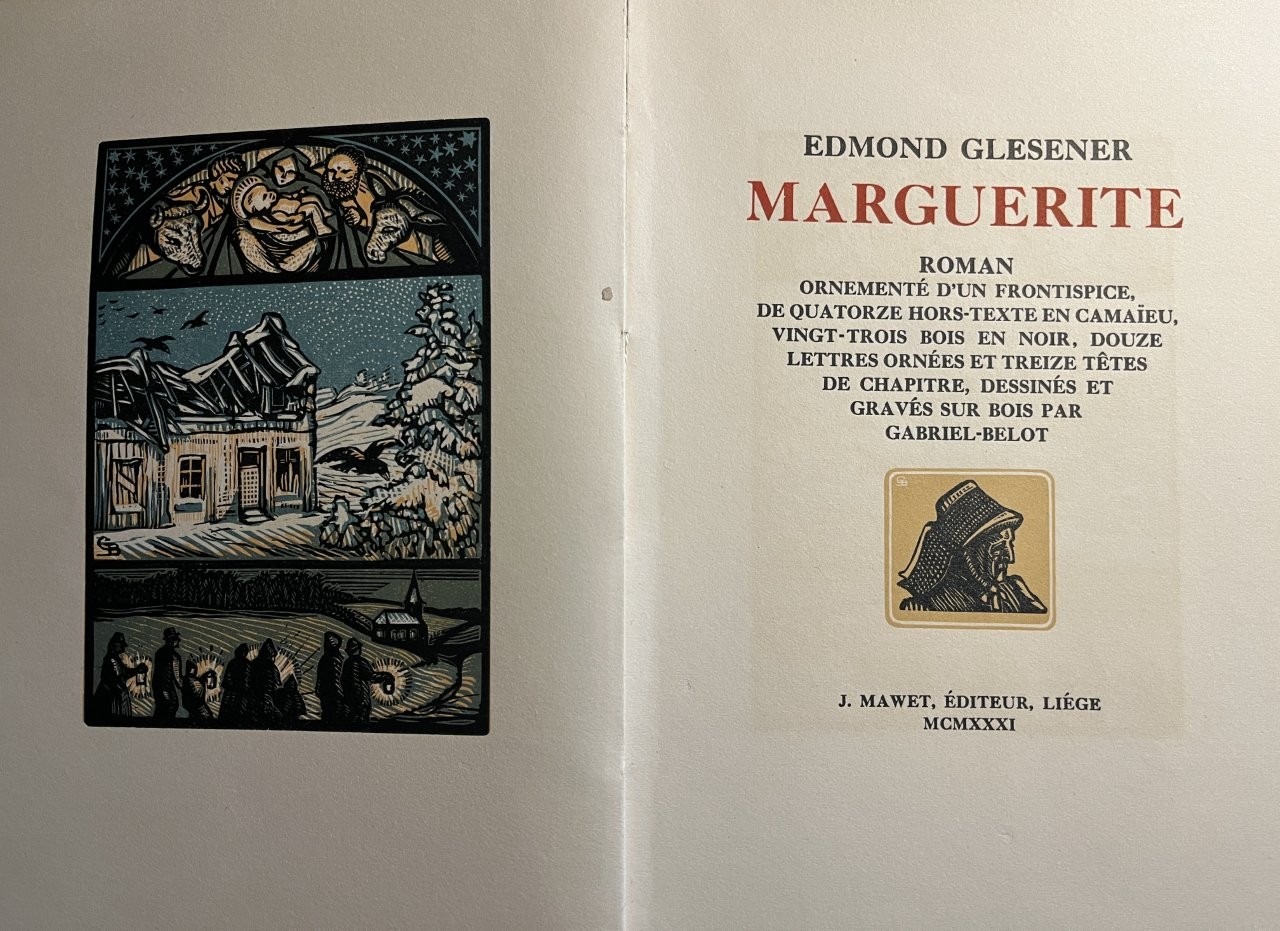 EDMOND GLESENER
MARGUERITE
ROMAN
ORNEMENTÉ D'UN FRONTISPICE,
DE QUATORZE HORS-TEXTE EN CAMAÏEU,
VINGT-TROIS BOIS EN NOIR, DOUZE
LETTRES ORNÉES ET TREIZE TÊTES
DE CHAPITRE, DESSINÉS ET
GRAVÉS SUR BOIS PAR
GABRIEL-BELOT
GB
J. MAWET, ÉDITEUR, LIÉGE
MCMXXXI